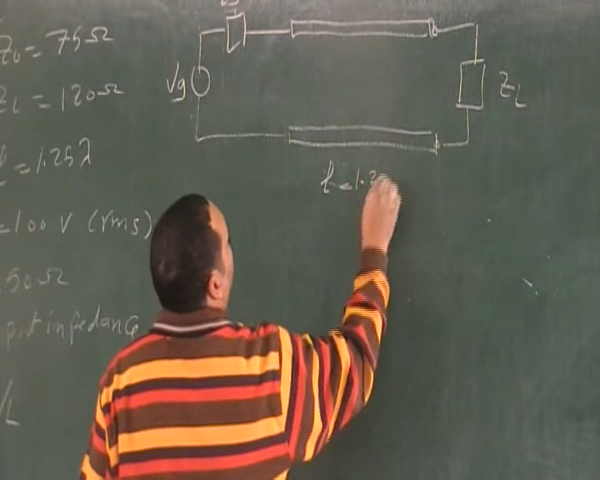 Z0 = 75Ω
ZL = 120Ω
l = 1.25λ
= 100 V (rms)
50Ω
put impedance
/L
Vg
ZL
l = 1.2